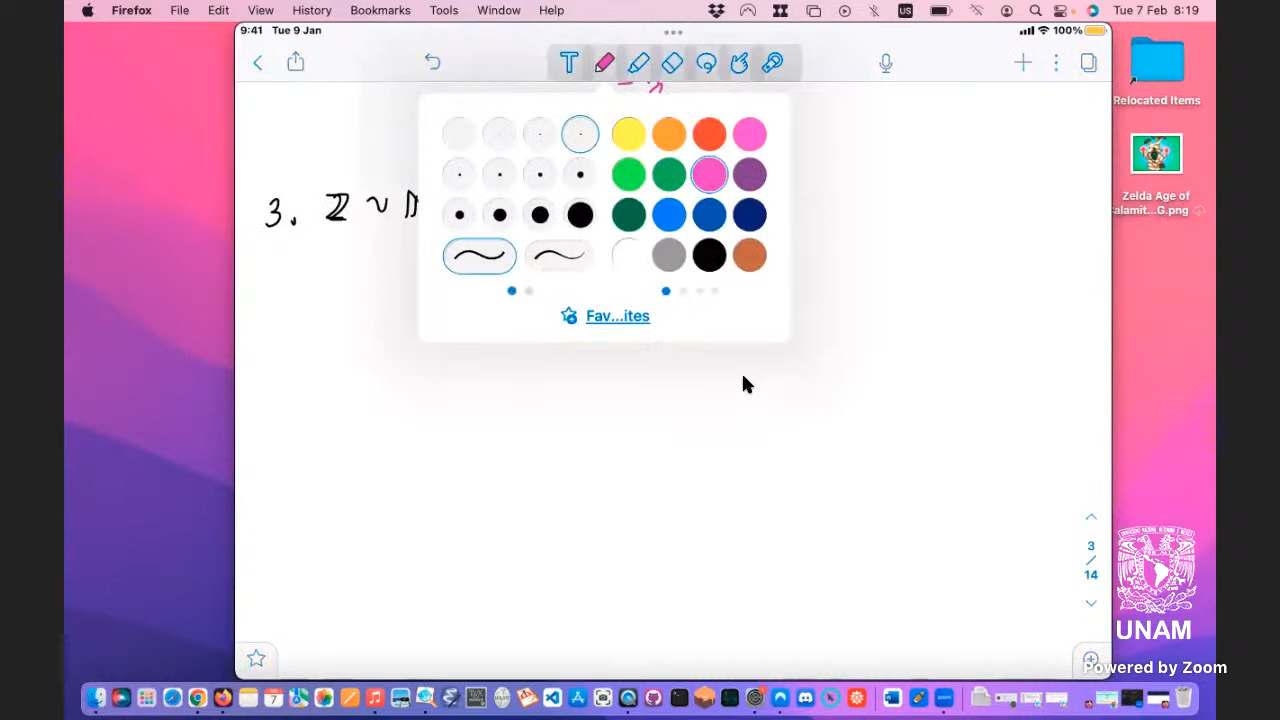 Firefox File Edit View History Bookmarks Tools Window Help US Tue 7 Feb 8:19
9:41 Tue 9 Jan 100%
T
3. Z ~ N
Fav...ites
Relocated Items
Zelda Age of
Calamit...G.png
3
/
14
UNAM
Powered by Zoom